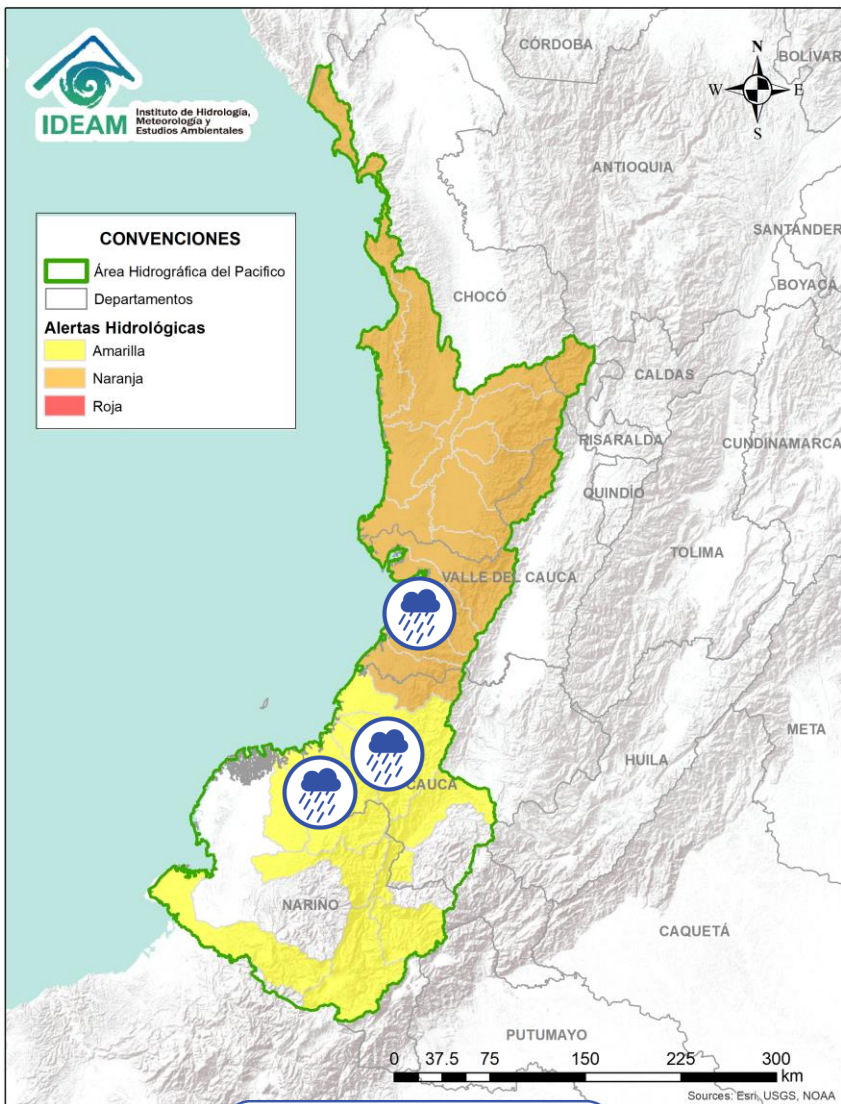 IDEAM
Instituto de Hidrología,
Meteorología y
Estudios Ambientales
CÓRDOBA
BOLÍVAR
N
W
E
S
ANTIOQUIA
SANTANDER
BOYACÁ
CONVENCIONES
Área Hidrográfica del Pacifico
Departamentos
Alertas Hidrológicas
Amarilla
Naranja
Roja
CHOCÓ
CALDAS
RISARALDA
CUNDINAMARCA
QUINDÍO
TOLIMA
VALLE DEL CAUCA
META
HUILA
CAUCA
NARIÑO
CAQUETÁ
PUTUMAYO
0 37.5 75 150 225 300
km
Sources: Esri, USGS, NOAA